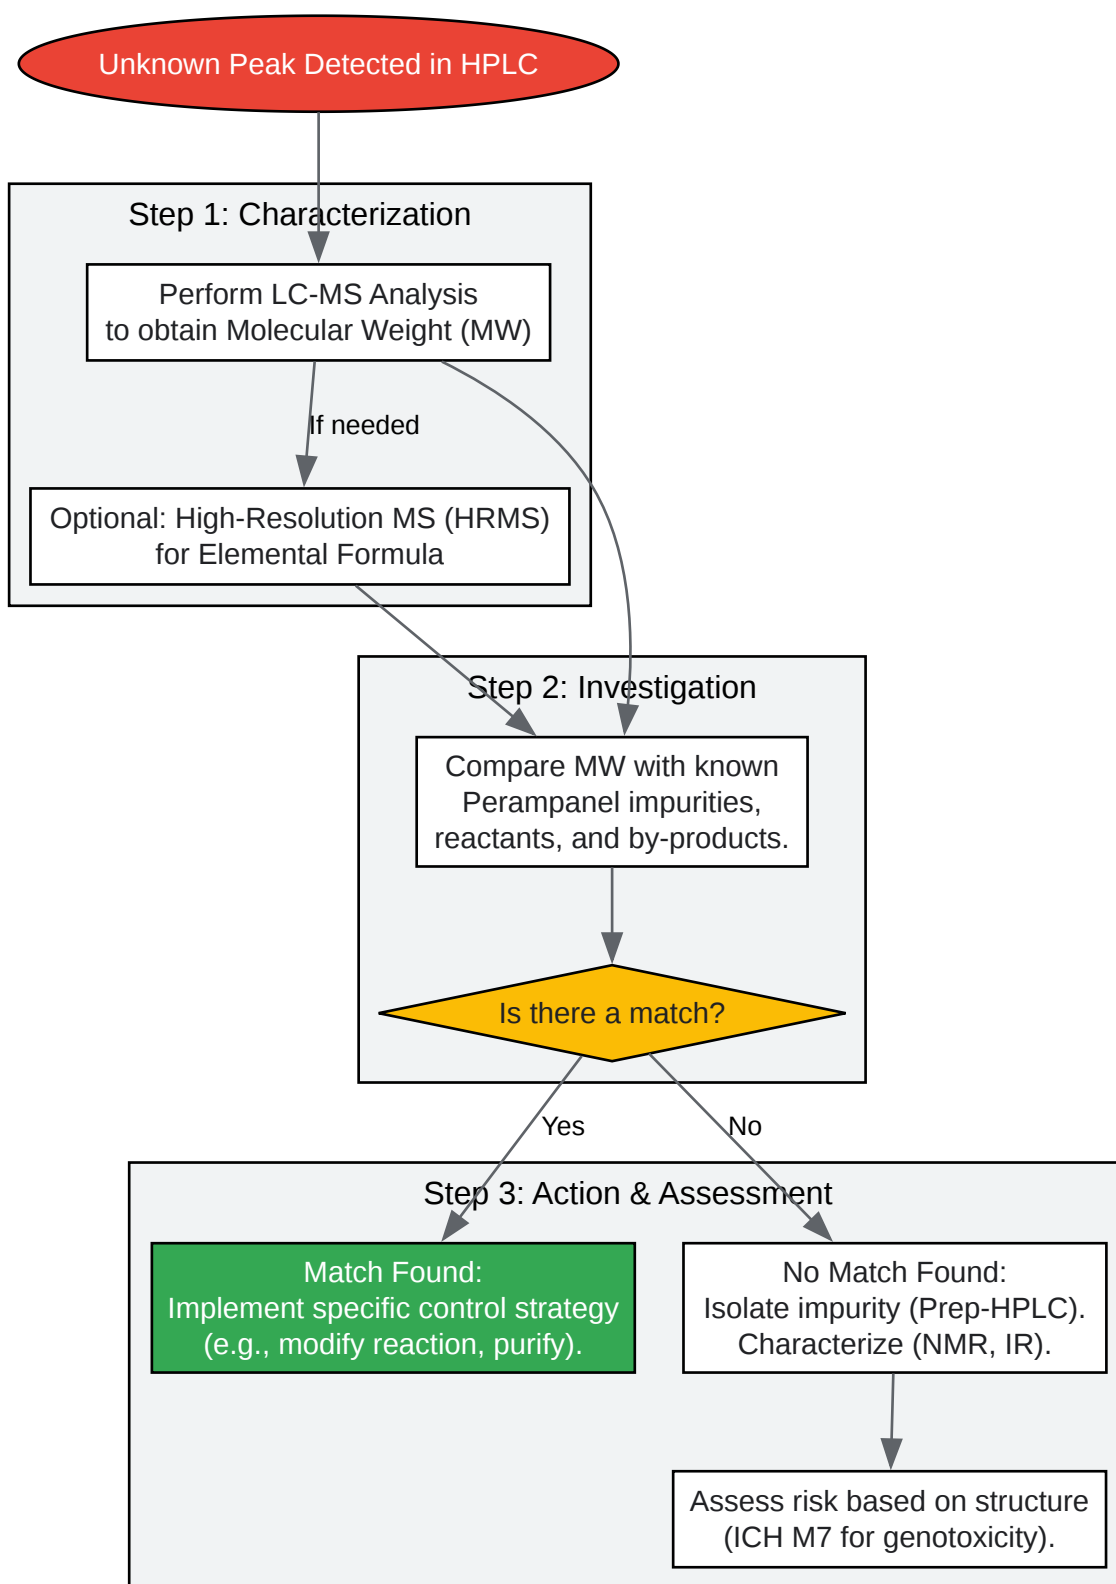 Unknown Peak Detected in HPLC
Step 1: Characterization
Perform LC-MS Analysis
to obtain Molecular Weight (MW)
If needed
Optional: High-Resolution MS (HRMS)
for Elemental Formula
Step 2: Investigation
Compare MW with known
Perampanel impurities,
reactants, and by-products.
Is there a match?
Yes
No
Step 3: Action & Assessment
Match Found:
Implement specific control strategy
(e.g., modify reaction, purify).
No Match Found:
Isolate impurity (Prep-HPLC).
Characterize (NMR, IR).
Assess risk based on structure
(ICH M7 for genotoxicity).